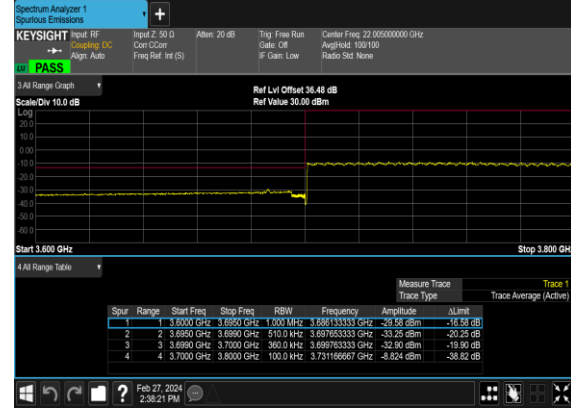 Spectrum Analyzer 1
Spurious Emissions
KEYSIGHT Input: RF Input Z: 50 Ω Atten: 20 dB Trig: Free Run Center Freq: 22.005000000 GHz
Coupling: DC Corr CCorr Gate: Off Avg|Hold: 100/100
Align: Auto Freq Ref: Int (S) IF Gain: Low Radio Std: None
LXI PASS
3 All Range Graph Ref Lvl Offset 36.48 dB
Scale/Div 10.0 dB Ref Value 30.00 dBm
Log
20.0
10.0
0.00
-10.0
-20.0
-30.0
-40.0
-50.0
-60.0
Start 3.600 GHz Stop 3.800 GH
4 All Range Table
Measure Trace Trace 1
Trace Type Trace Average (Active)
Spur Range Start Freq Stop Freq RBW Frequency Amplitude ΔLimit
1 1 3.6000 GHz 3.6950 GHz 1.000 MHz 3.686133333 GHz -29.58 dBm -16.58 dB
2 2 3.6950 GHz 3.6990 GHz 510.0 kHz 3.697653333 GHz -33.25 dBm -20.25 dB
3 3 3.6990 GHz 3.7000 GHz 360.0 kHz 3.699763333 GHz -32.90 dBm -19.90 dB
4 4 3.7000 GHz 3.8000 GHz 100.0 kHz 3.731166667 GHz -8.824 dBm -38.82 dB
Feb 27, 2024
2:38:21 PM